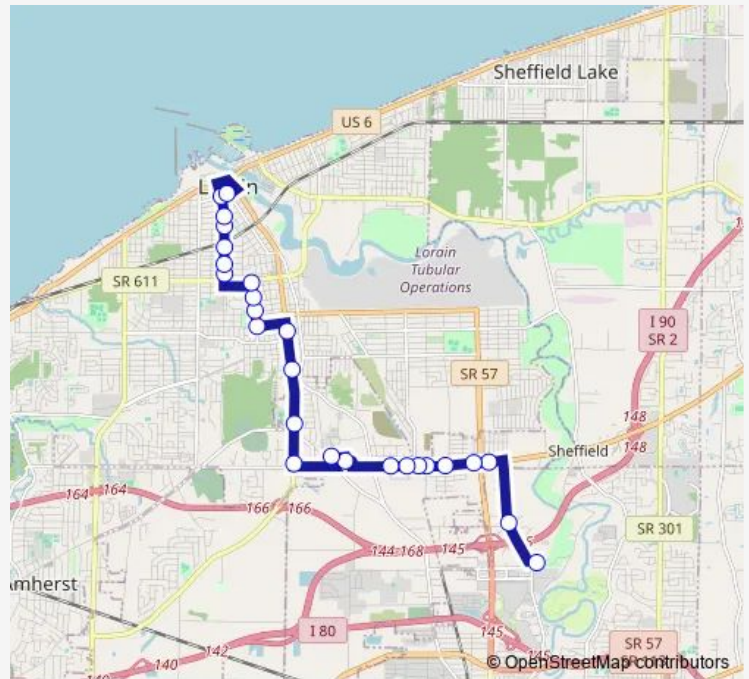 Sheffield Lake
US 6
SR 611
Lorain
Tubular
Operations
I 90
SR 2
SR 57
148
Sheffield
148
164
164
166
166
SR 301
144-168
145
Amherst
I 80
145
SR 57
142
140
140
© OpenStreetMap contributors